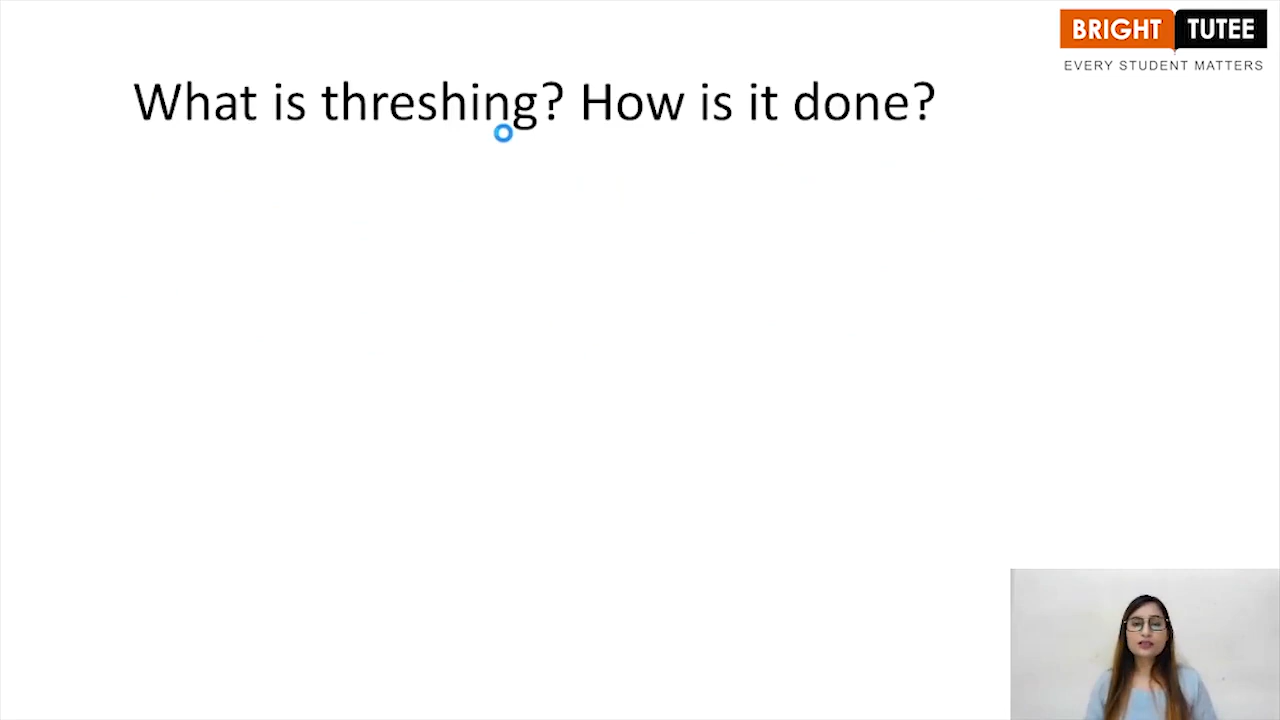 BRIGHT TUTEE
EVERY STUDENT MATTERS
What is threshing? How is it done?